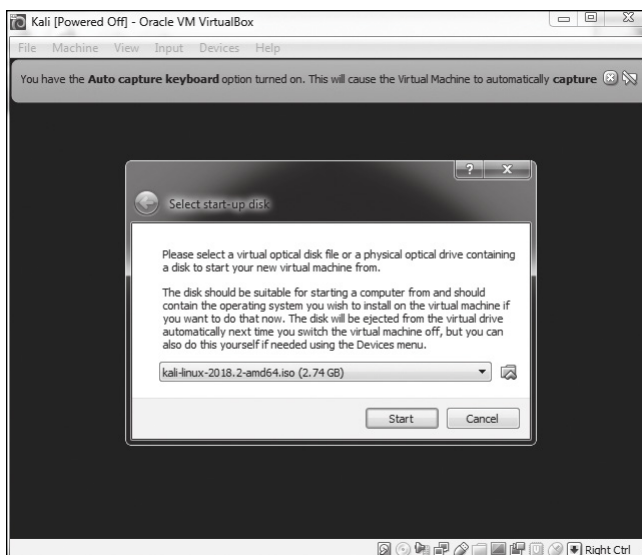 Kali [Powered Off] - Oracle VM VirtualBox
File Machine View Input Devices Help
You have the Auto capture keyboard option turned on. This will cause the Virtual Machine to automatically capture
Select start-up disk
Please select a virtual optical disk file or a physical optical drive containing
a disk to start your new virtual machine from.
The disk should be suitable for starting a computer from and should
contain the operating system you wish to install on the virtual machine if
you want to do that now. The disk will be ejected from the virtual drive
automatically next time you switch the virtual machine off, but you can
also do this yourself if needed using the Devices menu.
kali-linux-2018.2-amd64.iso (2.74 GB)
Start Cancel
Right Ctrl